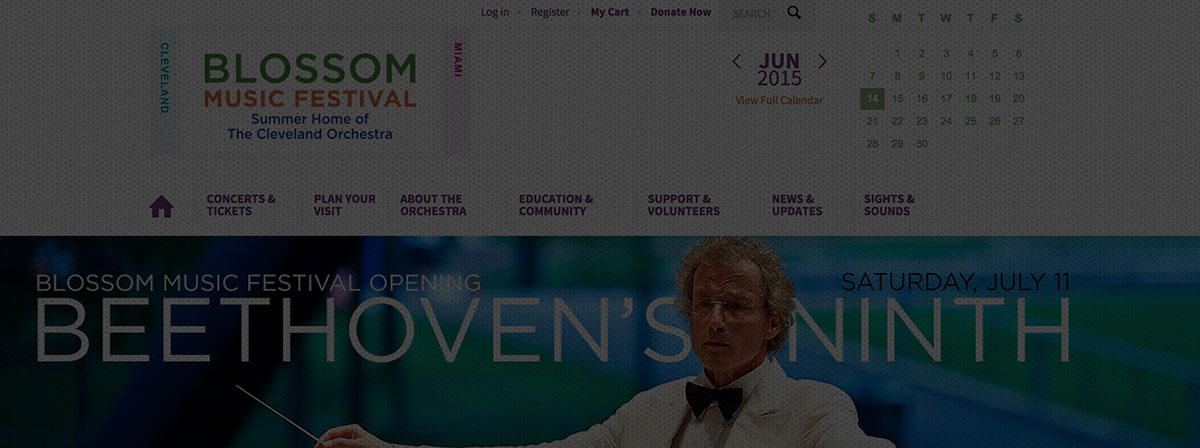 Log in • Register • My Cart • Donate Now SEARCH
CLEVELAND
BLOSSOM
MUSIC FESTIVAL
Summer Home of
The Cleveland Orchestra
MIAMI
JUN
2015
View Full Calendar
S M T W T F S
1 2 3 4 5 6
7 8 9 10 11 12 13
14 15 16 17 18 19 20
21 22 23 24 25 26 27
28 29 30
CONCERTS &
TICKETS
PLAN YOUR
VISIT
ABOUT THE
ORCHESTRA
EDUCATION &
COMMUNITY
SUPPORT &
VOLUNTEERS
NEWS &
UPDATES
SIGHTS &
SOUNDS
BLOSSOM MUSIC FESTIVAL OPENING
SATURDAY, JULY 11
BEETHOVEN'S NINTH